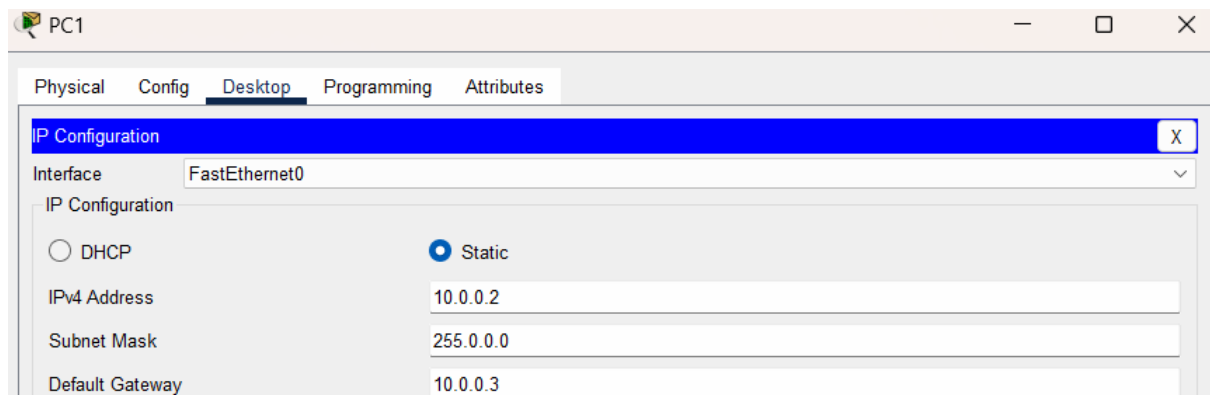 PC1
Physical Config Desktop Programming Attributes
IP Configuration X
Interface FastEthernet0
IP Configuration
DHCP Static
IPv4 Address 10.0.0.2
Subnet Mask 255.0.0.0
Default Gateway 10.0.0.3